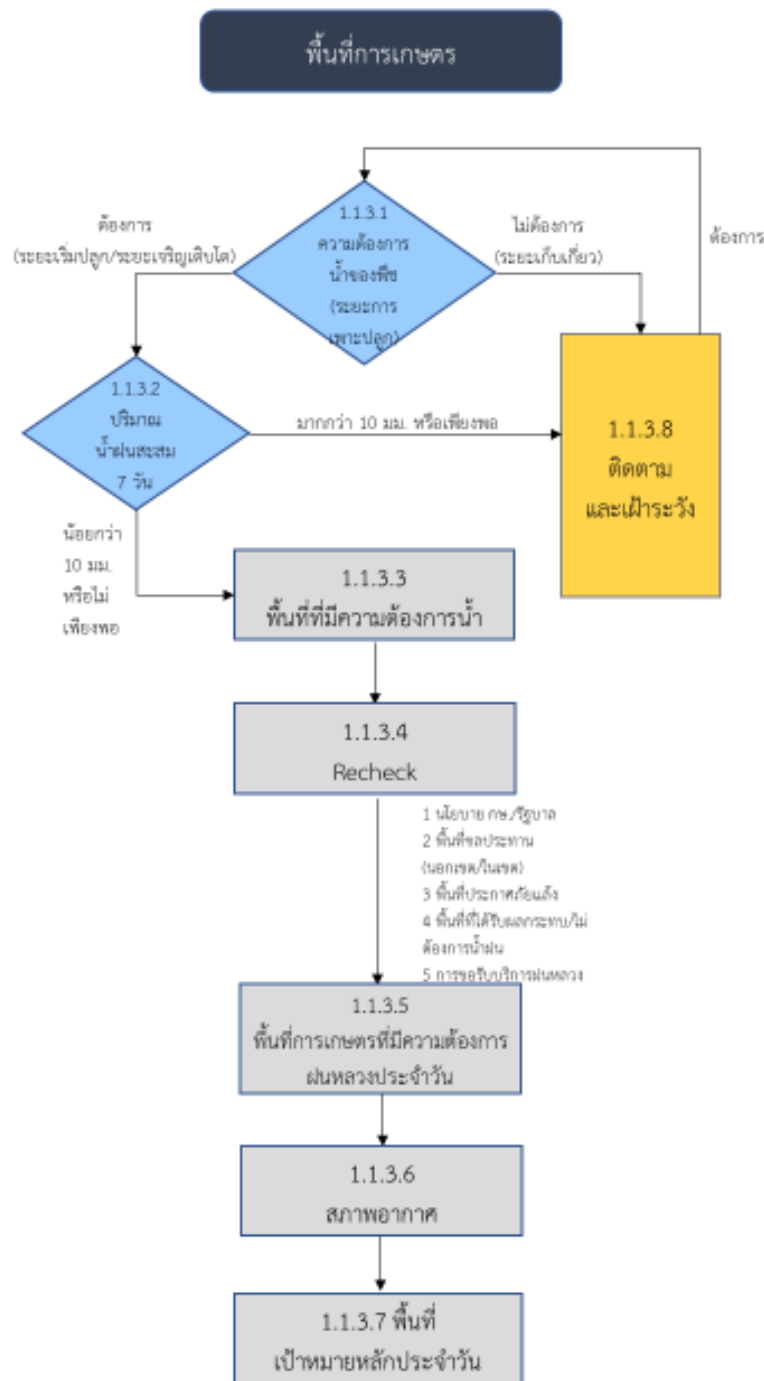 พื้นที่การเกษตร
1.1.3.1
ความต้องการ
น้ำของพืช
(ระยะการ
เพาะปลูก)
ต้องการ
(ระยะเริ่มปลูก/ระยะเจริญเติบโต)
ไม่ต้องการ
(ระยะเก็บเกี่ยว)
ต้องการ
1.1.3.2
ปริมาณ
น้ำฝนสะสม
7 วัน
มากกว่า 10 มม. หรือเพียงพอ
1.1.3.8
ติดตาม
และเฝ้าระวัง
น้อยกว่า
10 มม.
หรือไม่
เพียงพอ
1.1.3.3
พื้นที่ที่มีความต้องการน้ำ
1.1.3.4
Recheck
1 นโยบาย กษ./รัฐบาล
2 พื้นที่ชลประทาน
(นอกเขต/ในเขต)
3 พื้นที่ประกาศภัยแล้ง
4 พื้นที่ที่ได้รับผลกระทบ/ไม่
ต้องการน้ำฝน
5 การขอรับบริการฝนหลวง
1.1.3.5
พื้นที่การเกษตรที่มีความต้องการ
ฝนหลวงประจำวัน
1.1.3.6
สภาพอากาศ
1.1.3.7 พื้นที่
เป้าหมายหลักประจำวัน